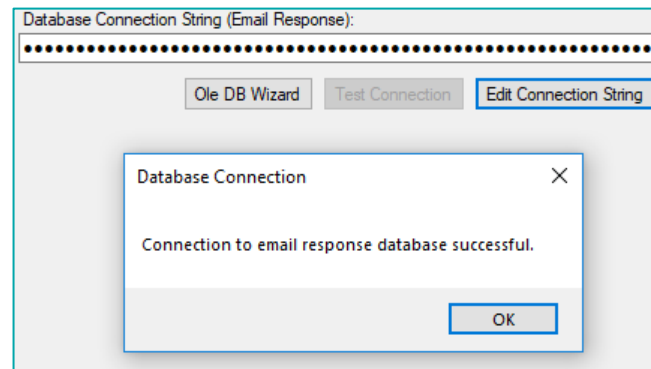 Database Connection String (Email Response):
●●●●●●●●●●●●●●●●●●●●●●●●●●●●●●●●●●●●●●●●●●●●●●●●●●●●●●●●●●●●
Ole DB Wizard Test Connection Edit Connection String
Database Connection
Connection to email response database successful.
OK